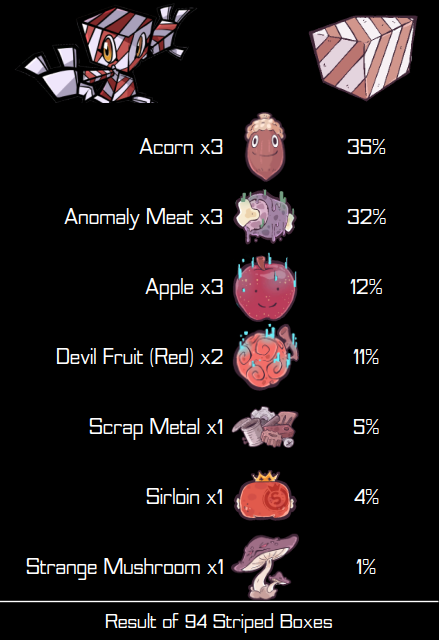 Acorn x3 35%
Anomaly Meat x3 32%
Apple x3 12%
Devil Fruit (Red) x2 11%
Scrap Metal x1 5%
Sirloin x1 S 4%
Strange Mushroom x1 1%
Result of 94 Striped Boxes